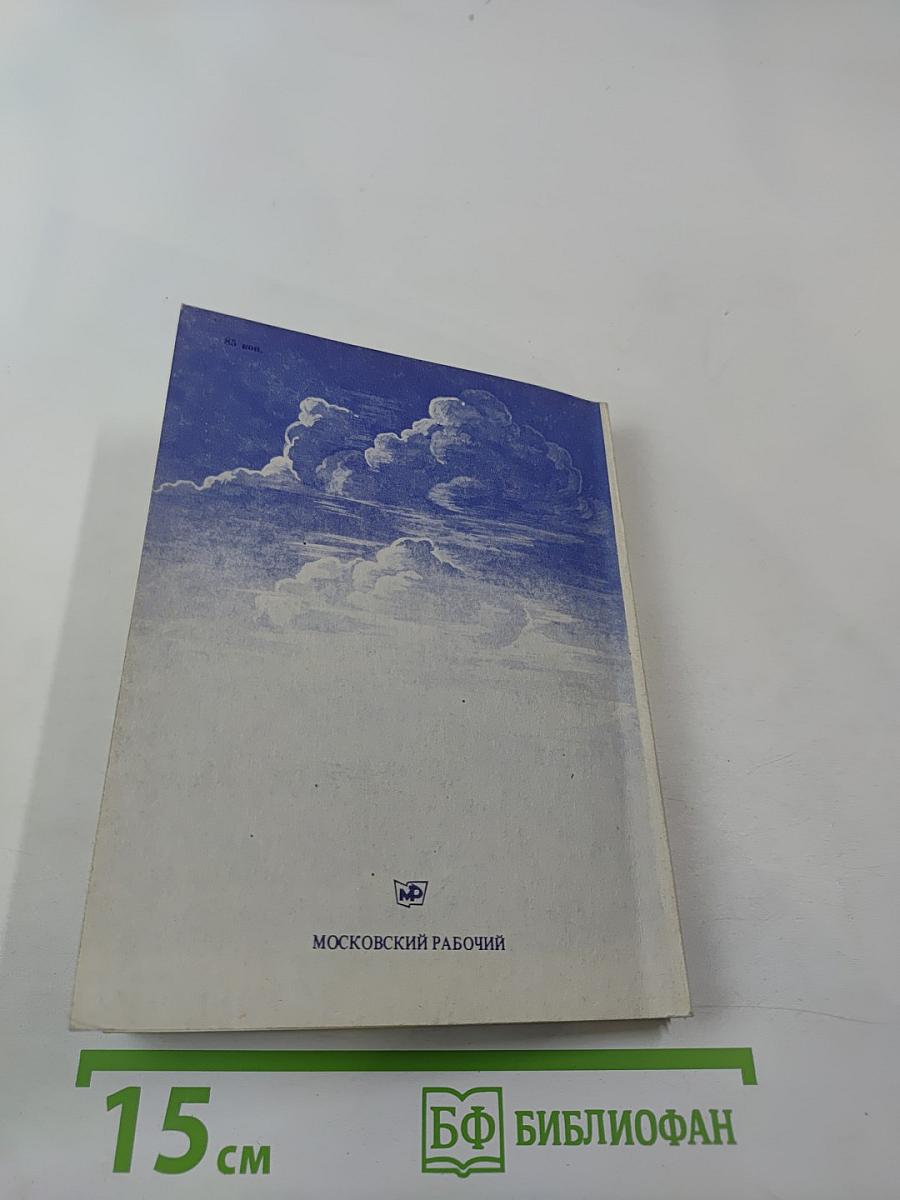 85 коп.
МР
МОСКОВСКИЙ РАБОЧИЙ
15 см
БФ БИБЛИОФАН